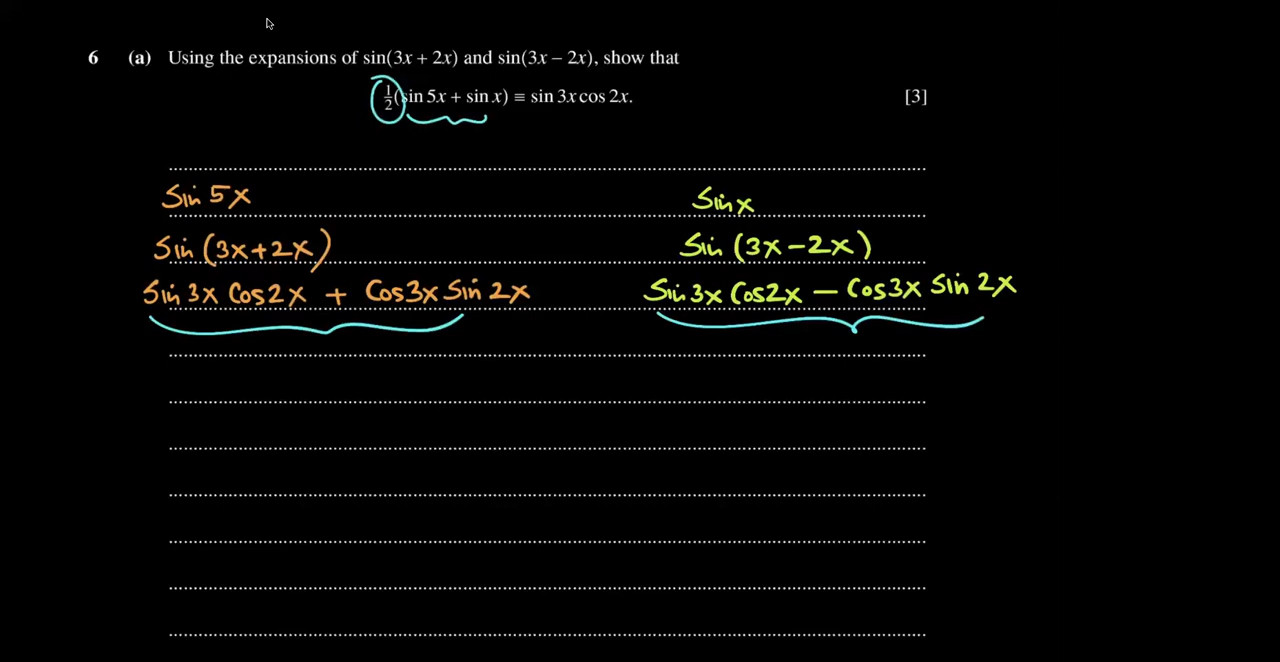 6 (a) Using the expansions of sin(3x + 2x) and sin(3x − 2x), show that
½(sin 5x + sin x) ≡ sin 3x cos 2x. [3]
Sin 5x Sin x
Sin (3x+2x) Sin (3x−2x)
Sin 3x Cos2x + Cos3x Sin 2x Sin 3x Cos2x − Cos3x Sin 2x